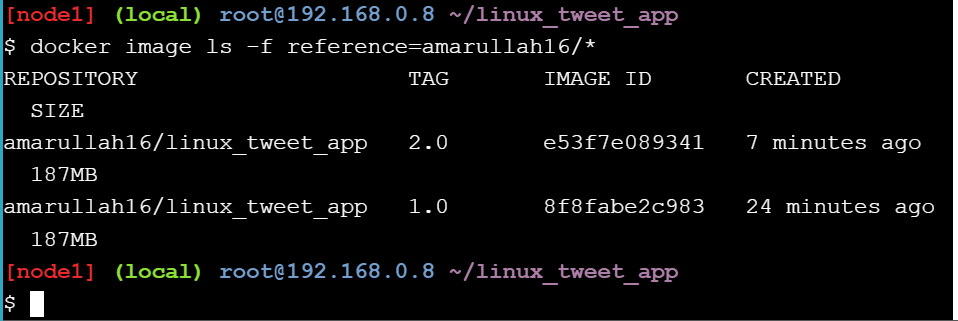 [node1] (local) root@192.168.0.8 ~/linux_tweet_app
$ docker image ls -f reference=amarullah16/*
REPOSITORY                    TAG       IMAGE ID       CREATED
  SIZE
amarullah16/linux_tweet_app   2.0       e53f7e089341   7 minutes ago
  187MB
amarullah16/linux_tweet_app   1.0       8f8fabe2c983   24 minutes ago
  187MB
[node1] (local) root@192.168.0.8 ~/linux_tweet_app
$